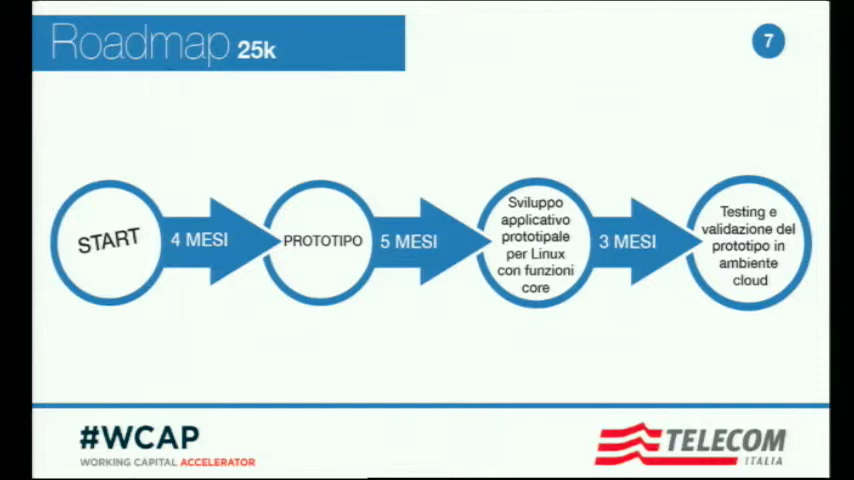 Roadmap 25k
7
START
4 MESI
PROTOTIPO
5 MESI
Sviluppo
applicativo
prototipale
per Linux
con funzioni
core
3 MESI
Testing e
validazione del
prototipo in
ambiente
cloud
#WCAP
WORKING CAPITAL ACCELERATOR
TELECOM
ITALIA